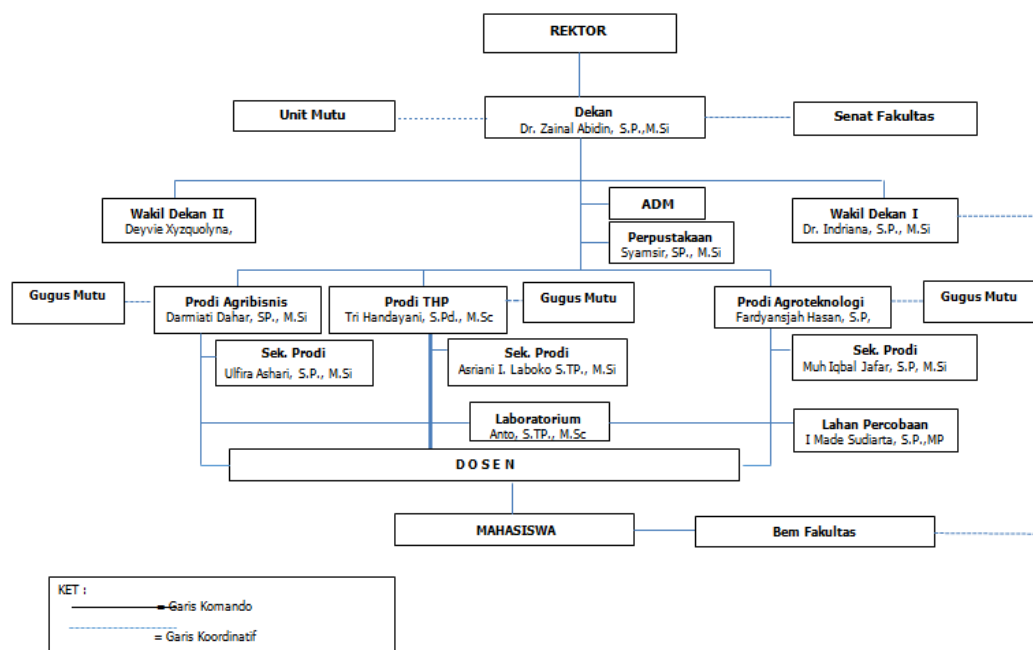 REKTOR
Unit Mutu
Dekan
Dr. Zainal Abidin, S.P.,M.Si
Senat Fakultas
Wakil Dekan II
Deyvie Xyzquolyna,
ADM
Wakil Dekan I
Dr. Indriana, S.P., M.Si
Perpustakaan
Syamsir, SP., M.Si
Gugus Mutu
Prodi Agribisnis
Darmiati Dahar, SP., M.Si
Prodi THP
Tri Handayani, S.Pd., M.Sc
Gugus Mutu
Prodi Agroteknologi
Fardyansjah Hasan, S.P,
Gugus Mutu
Sek. Prodi
Ulfira Ashari, S.P., M.Si
Sek. Prodi
Asriani I. Laboko S.TP., M.Si
Sek. Prodi
Muh Iqbal Jafar, S.P, M.Si
Laboratorium
Anto, S.TP., M.Sc
Lahan Percobaan
I Made Sudiarta, S.P.,MP
D O S E N
MAHASISWA
Bem Fakultas
KET :
= Garis Komando
= Garis Koordinatif